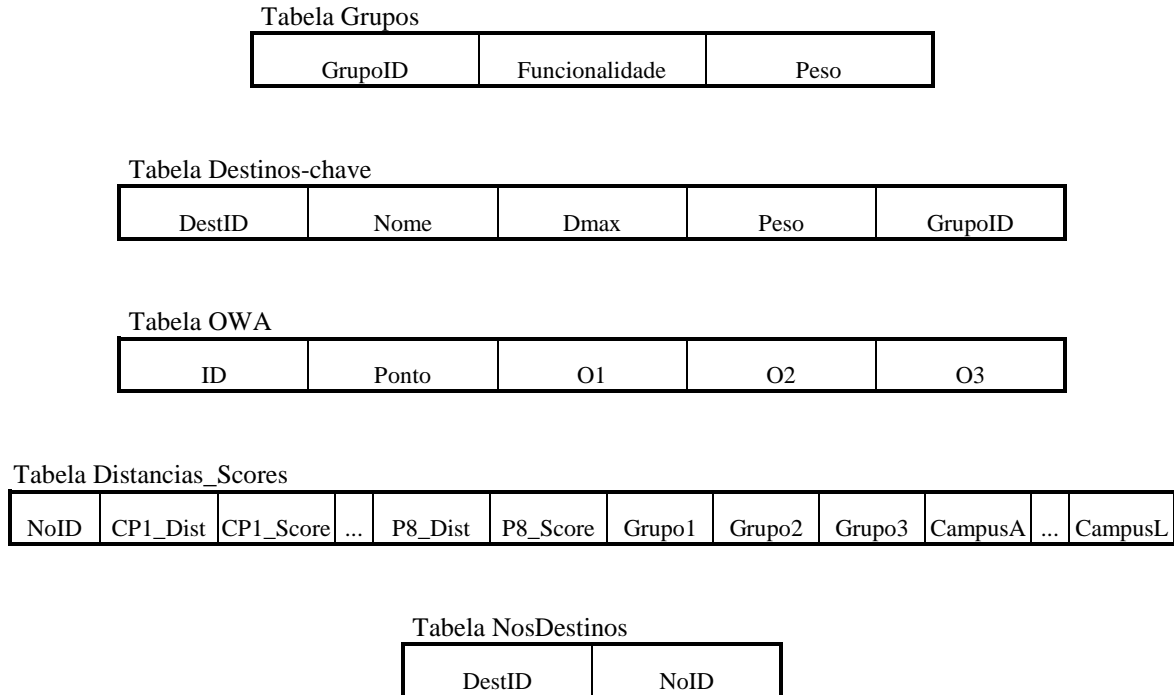 Tabela Grupos
GrupoID Funcionalidade Peso
Tabela Destinos-chave
DestID Nome Dmax Peso GrupoID
Tabela OWA
ID Ponto O1 O2 O3
Tabela Distancias_Scores
NoID CP1_Dist CP1_Score ... P8_Dist P8_Score Grupo1 Grupo2 Grupo3 CampusA ... CampusL
Tabela NosDestinos
DestID NoID